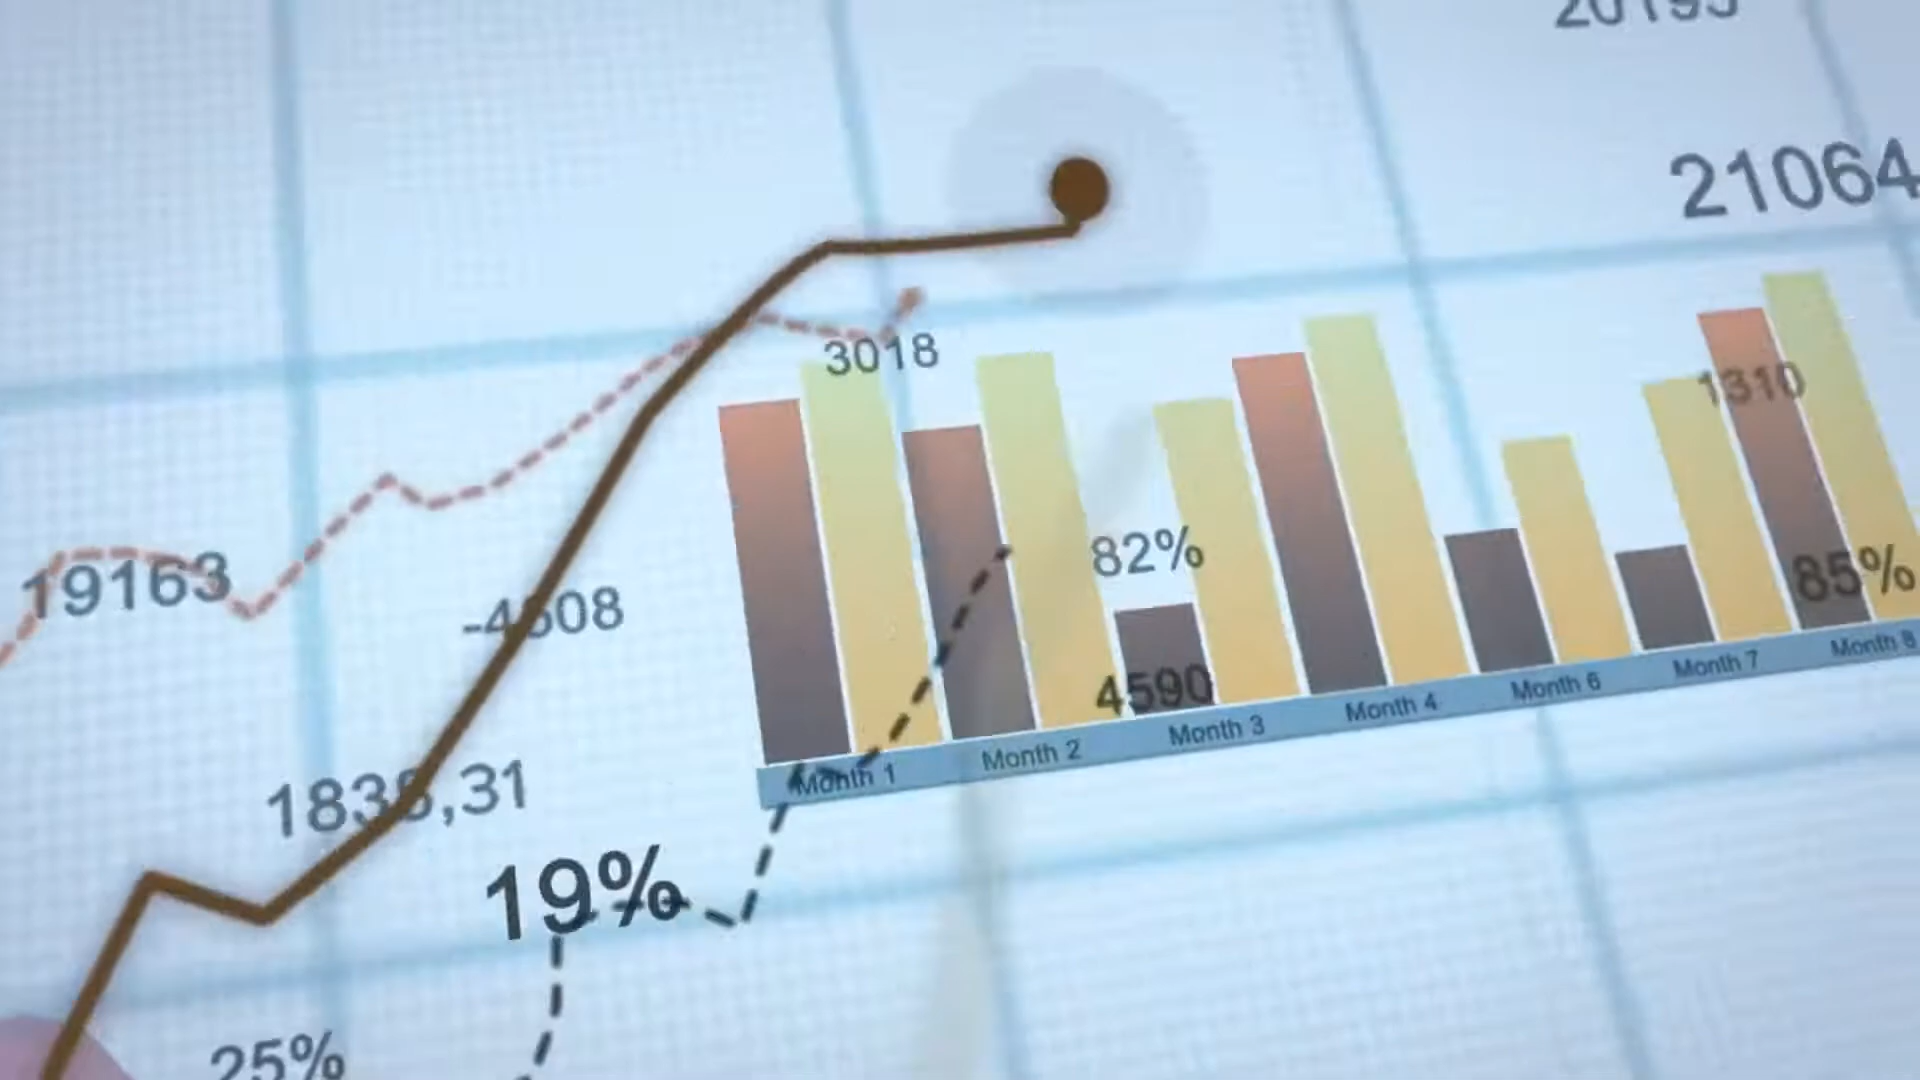 21064
3018
1310
82%
19163
85%
Month 8
Month 7
Month 6
4590
Month 4
Month 3
Month 2
Month 1
19%
25%